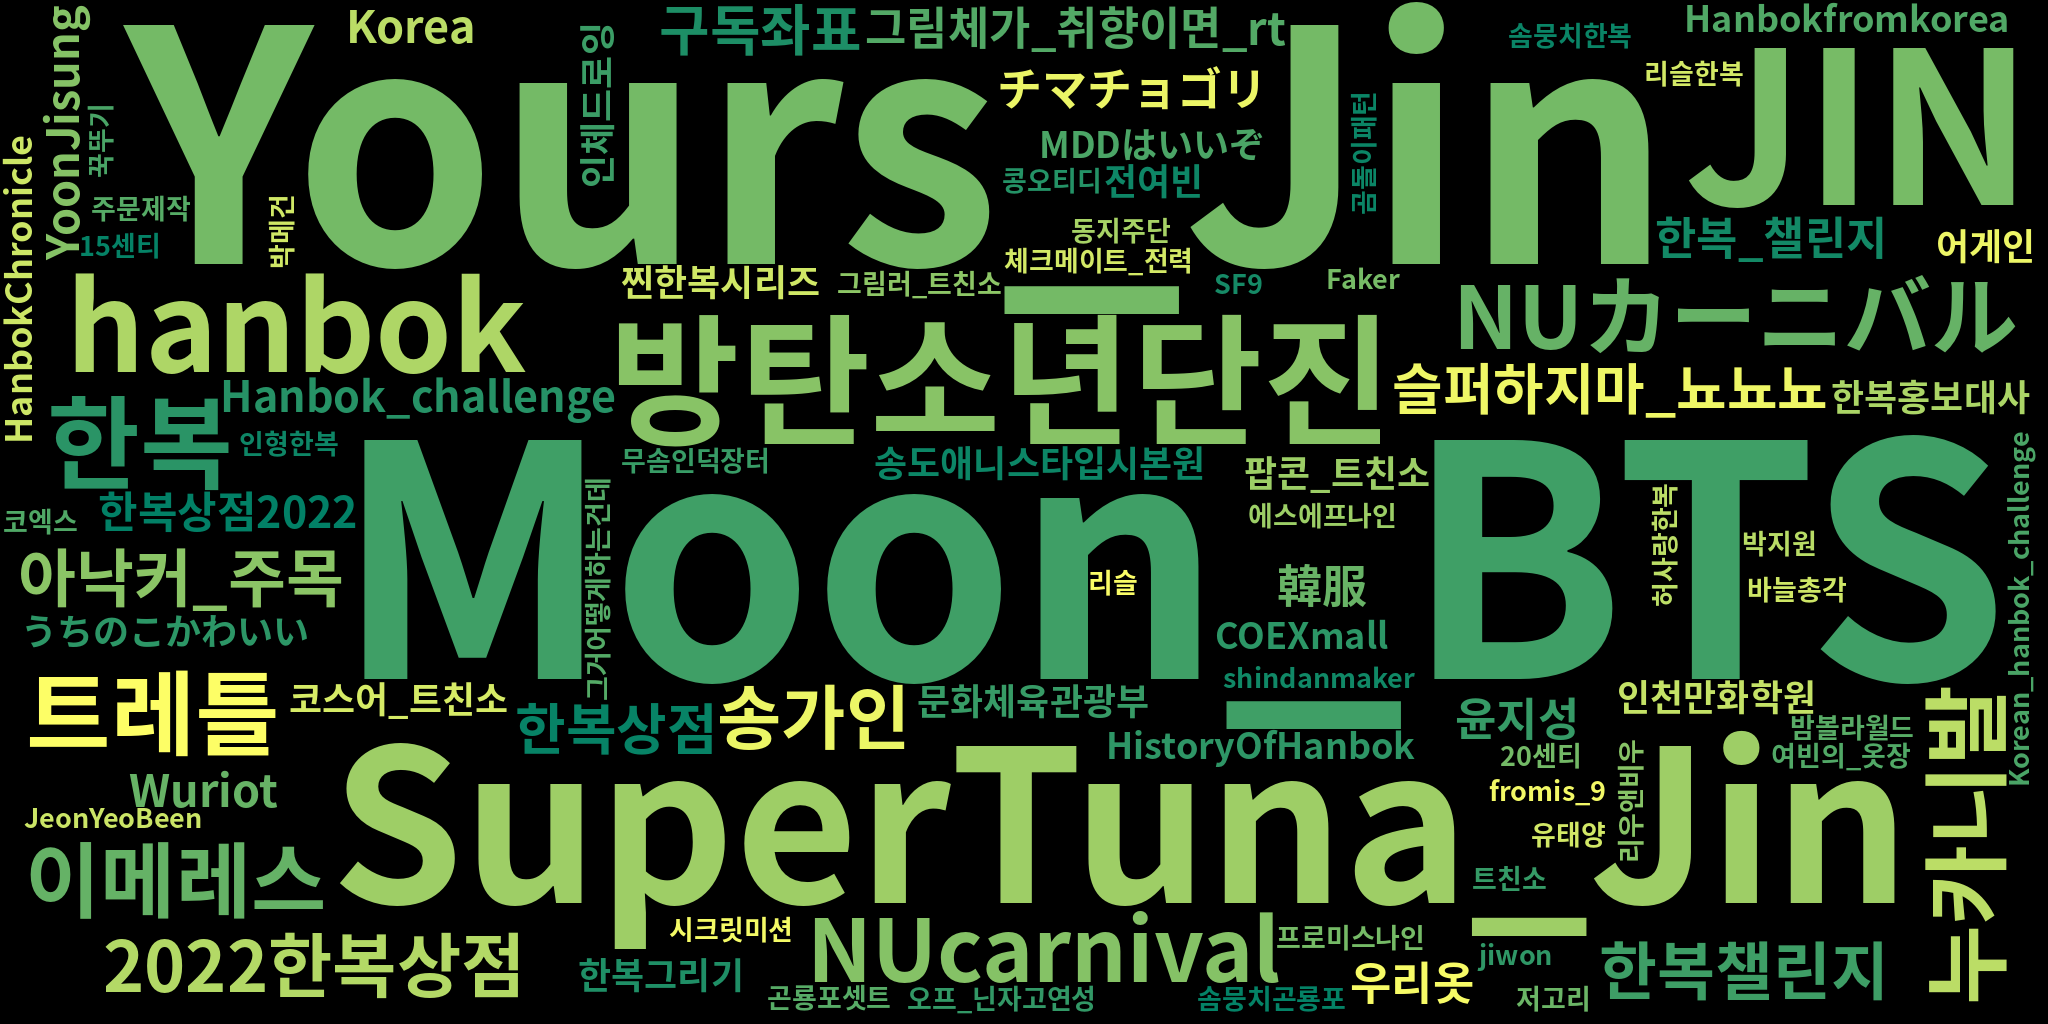 Korea
구독좌표
그림체가_취향이면_rt
Hanbokfromkorea
솜뭉치한복
Yours_Jin
JIN
YoonJisung
꾹뚜기
인체드로잉
チマチョゴリ
리슬한복
MDDはいいぞ
콩오티디
전여빈
곰돌이패턴
HanbokChronicle
주문제작
15센티
박메건
동지주단
체크메이트_전력
한복_챌린지
어게인
찐한복시리즈
그림러_트친소
SF9
Faker
hanbok
방탄소년단진
NUカーニバル
Hanbok_challenge
슬퍼하지마_뇨뇨뇨
한복홍보대사
한복
인형한복
무솜인덕장터
송도애니스타입시본원
팝콘_트친소
코엑스
한복상점2022
Moon_BTS
에스에프나인
그거어떻게하는건데
허사랑한복
박지원
바늘총각
Korean_hanbok_challenge
아낙커_주목
리슬
韓服
うちのこかわいい
COEXmall
shindanmaker
트레틀
코스어_트친소
한복상점
송가인
문화체육관광부
윤지성
인천만화학원
밤볼라월드
HistoryOfHanbok
20센티
여빈의_옷장
Wuriot
SuperTuna_Jin
JeonYeoBeen
fromis_9
유태양
리우앤비우
누카니발
이메레스
트친소
2022한복상점
시크릿미션
NUcarnival
프로미스나인
한복그리기
jiwon
한복챌린지
우리옷
곤룡포셋트
오프_닌자고연성
솜뭉치곤룡포
저고리